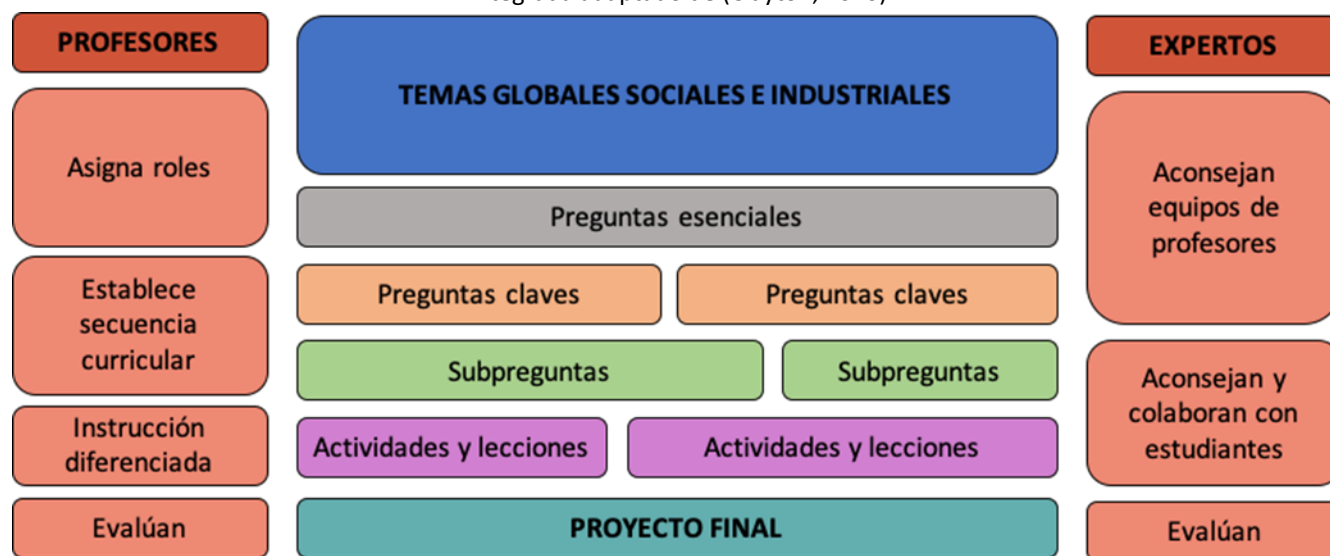 PROFESORES
Asigna roles
Establece
secuencia
curricular
Instrucción
diferenciada
Evalúan
TEMAS GLOBALES SOCIALES E INDUSTRIALES
Preguntas esenciales
Preguntas claves
Preguntas claves
Subpreguntas
Subpreguntas
Actividades y lecciones
Actividades y lecciones
PROYECTO FINAL
EXPERTOS
Aconsejan
equipos de
profesores
Aconsejan y
colaboran con
estudiantes
Evalúan